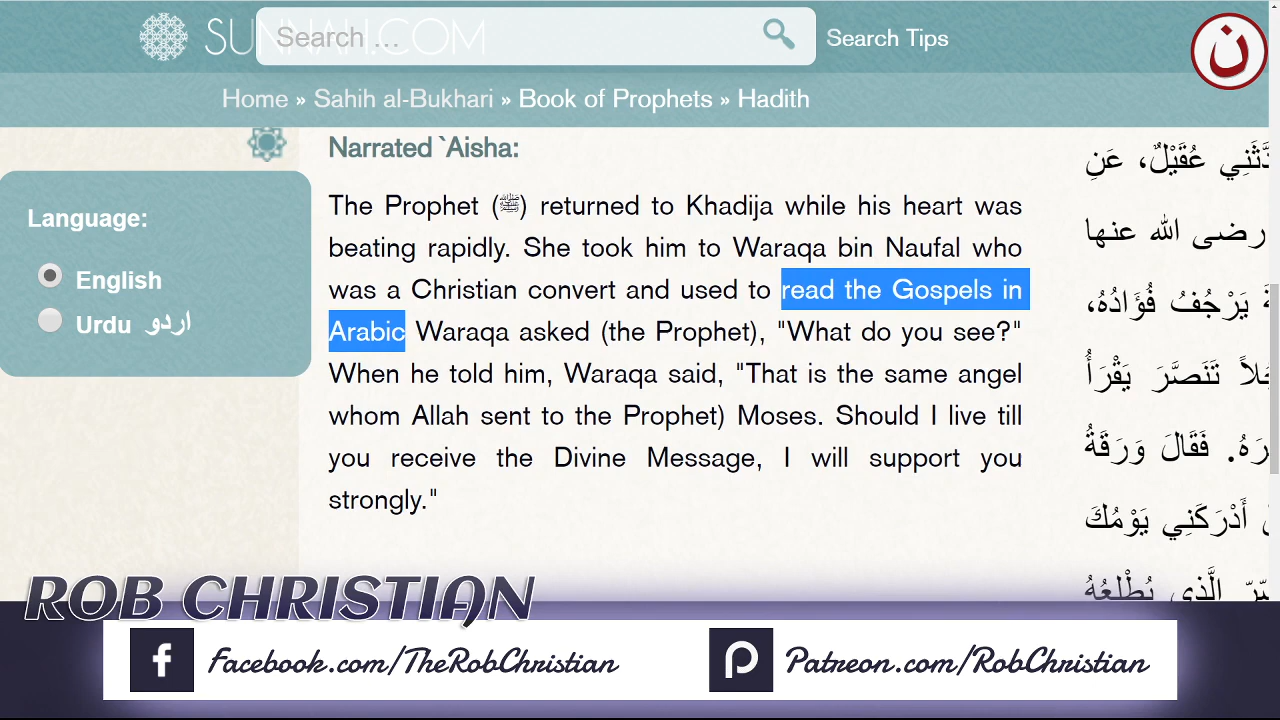 SUNNAH.COM
Search …
Search Tips
ن
Home » Sahih al-Bukhari » Book of Prophets » Hadith
Narrated `Aisha:
The Prophet (ﷺ) returned to Khadija while his heart was
beating rapidly. She took him to Waraqa bin Naufal who
was a Christian convert and used to read the Gospels in
Arabic Waraqa asked (the Prophet), "What do you see?"
When he told him, Waraqa said, "That is the same angel
whom Allah sent to the Prophet) Moses. Should I live till
you receive the Divine Message, I will support you
strongly."
Language:
English
Urdu اردو
حَدَّثَنِي عُقَيْلٌ، عَنِ
رضى الله عنها
يَرْجُفُ فُؤَادُهُ،
تَنَصَّرَ يَقْرَأُ
فَقَالَ وَرَقَةُ
أَدْرَكَنِي يَوْمُكَ
الَّذِي يُطْلِعُهُ
ROB CHRISTIAN
Facebook.com/TheRobChristian
Patreon.com/RobChristian